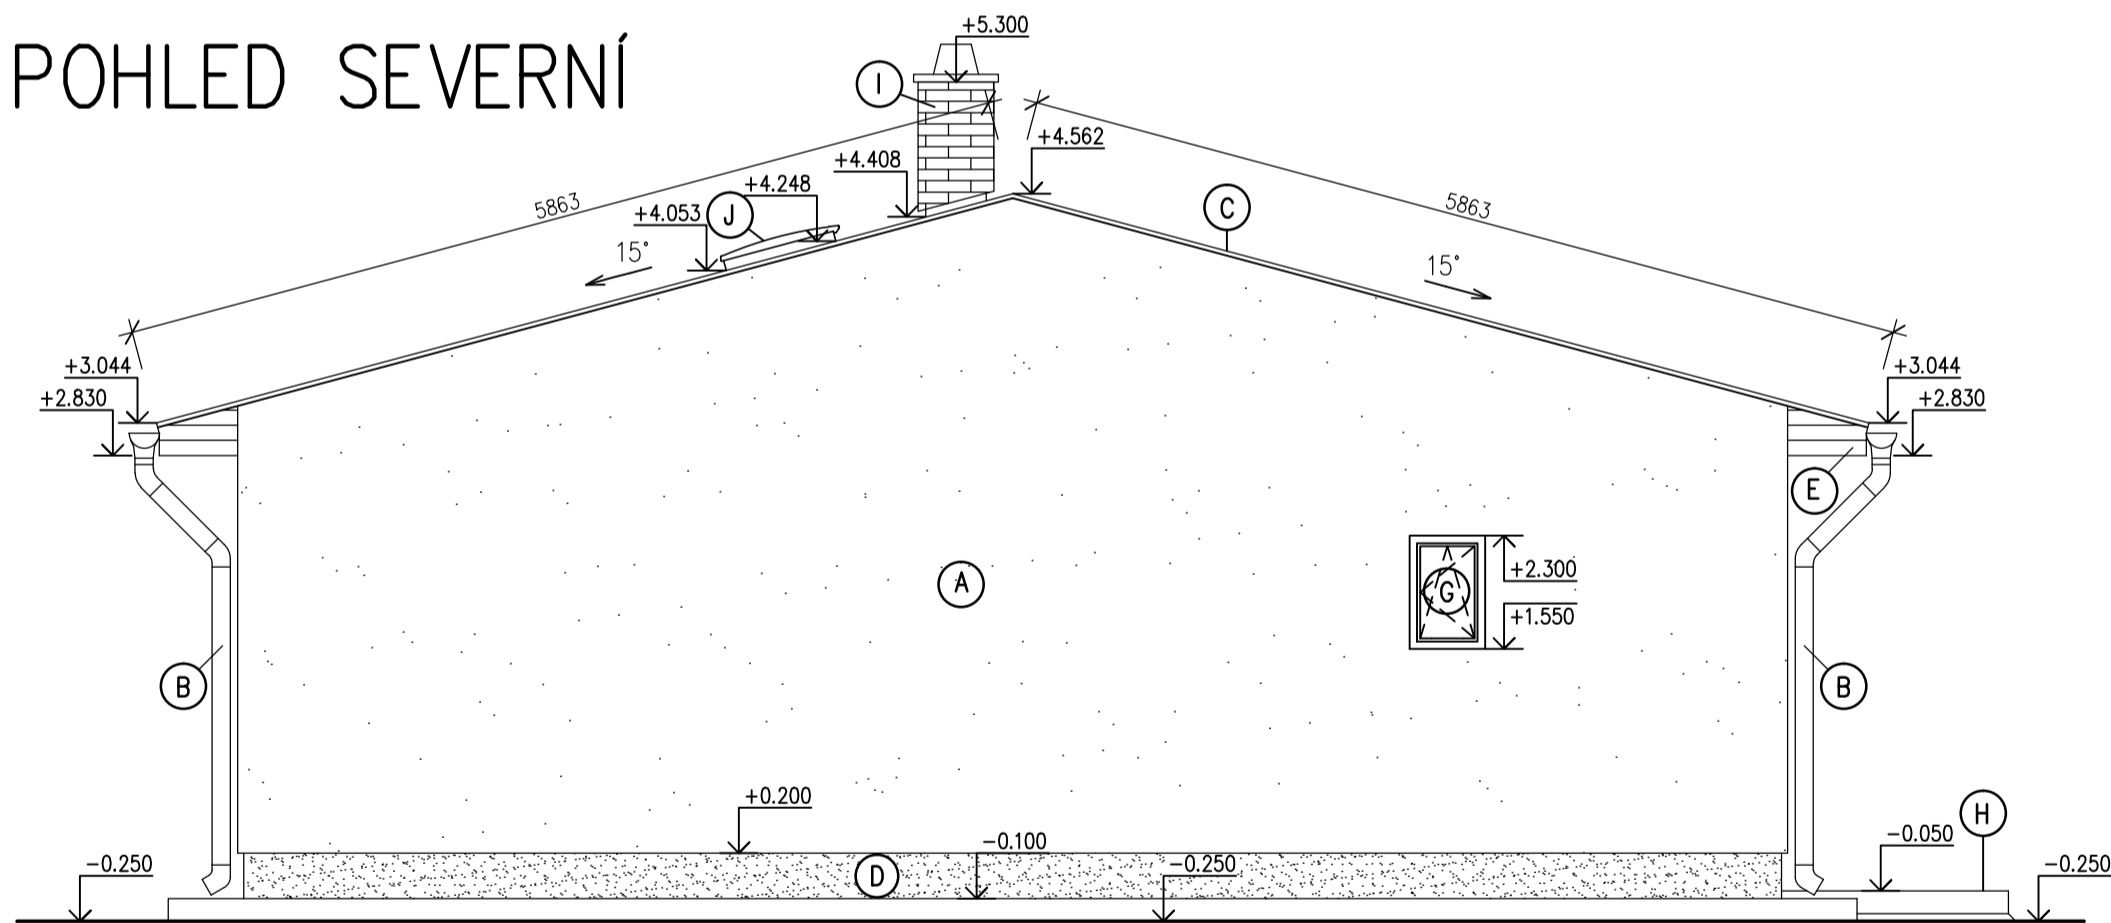 POHLED SEVERNÍ
+5.300
I
+4.562
+4.408
+4.248
+4.053
J
C
5863
5863
15°
15°
+3.044
+2.830
+3.044
+2.830
E
A
G
+2.300
+1.550
B
B
+0.200
-0.100
-0.250
-0.250
D
-0.050
H
-0.250